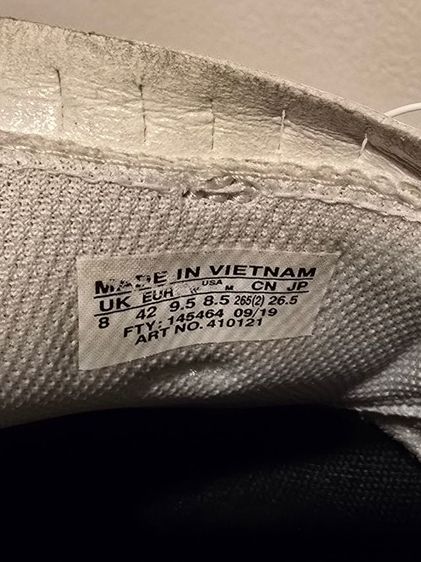 MADE IN VIETNAM
UK EUR W USA M CN JP
8 42 9.5 8.5 265(2) 26.5
FTY: 145464 09/19
ART NO. 410121